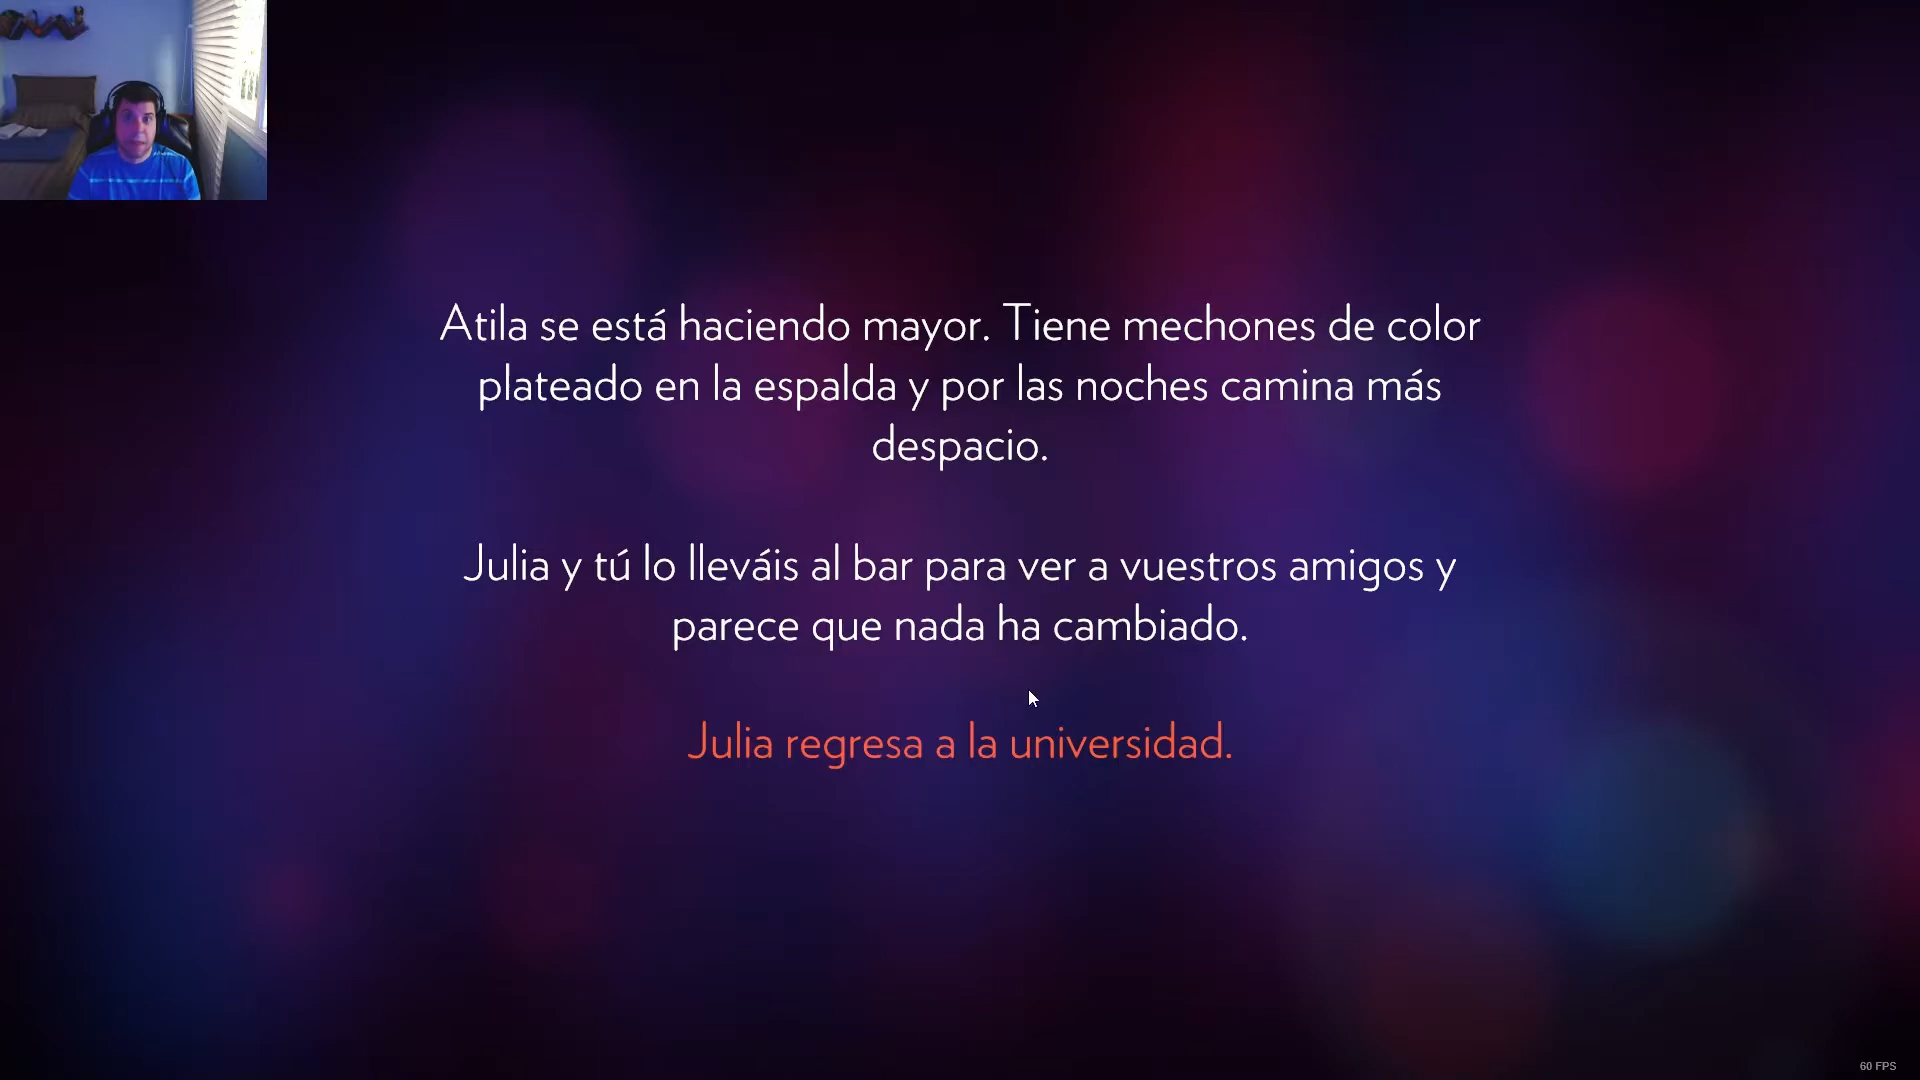 Atila se está haciendo mayor. Tiene mechones de color
plateado en la espalda y por las noches camina más
despacio.
Julia y tú lo lleváis al bar para ver a vuestros amigos y
parece que nada ha cambiado.
Julia regresa a la universidad.
60 FPS